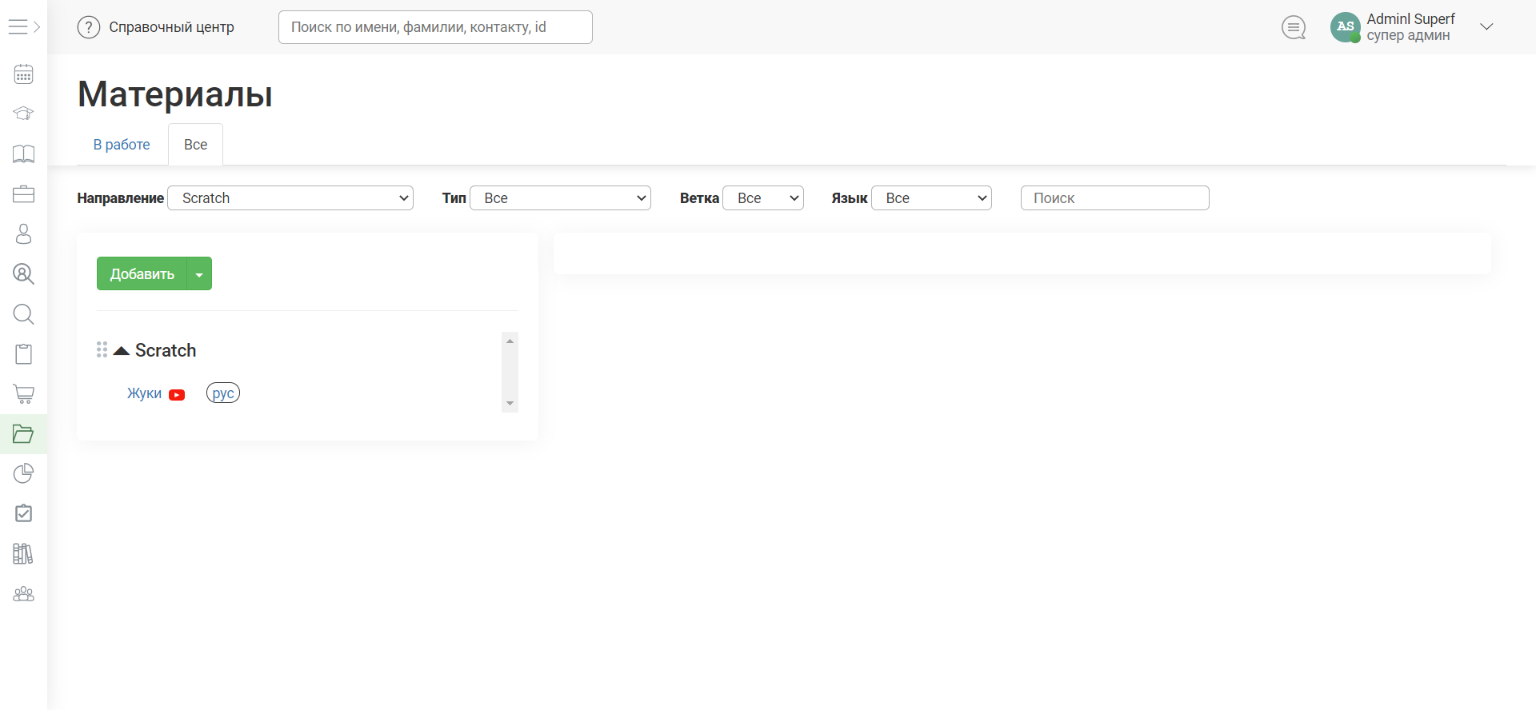 Справочный центр
Поиск по имени, фамилии, контакту, id
AS
Adminl Superf
супер админ
Материалы
В работе
Все
Направление Scratch
Тип Все
Ветка Все
Язык Все
Поиск
Добавить
Scratch
Жуки рус